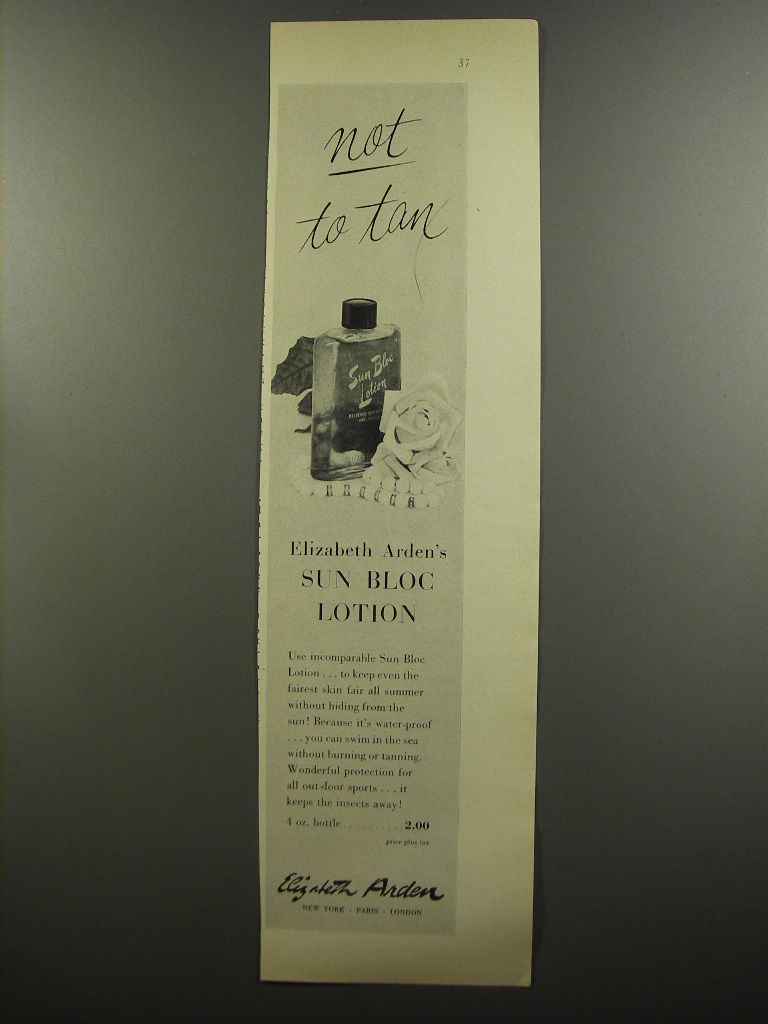 37
not
to tan
Sun Bloc
Lotion
Elizabeth Arden's
SUN BLOC
LOTION
Use incomparable Sun Bloc
Lotion . . . to keep even the
fairest skin fair all summer
without hiding from the
sun! Because it's water-proof
. . . you can swim in the sea
without burning or tanning.
Wonderful protection for
all out-door sports . . . it
keeps the insects away!
4 oz. bottle . . . . . . . . . . 2.00
price plus tax
Elizabeth Arden
NEW YORK · PARIS · LONDON